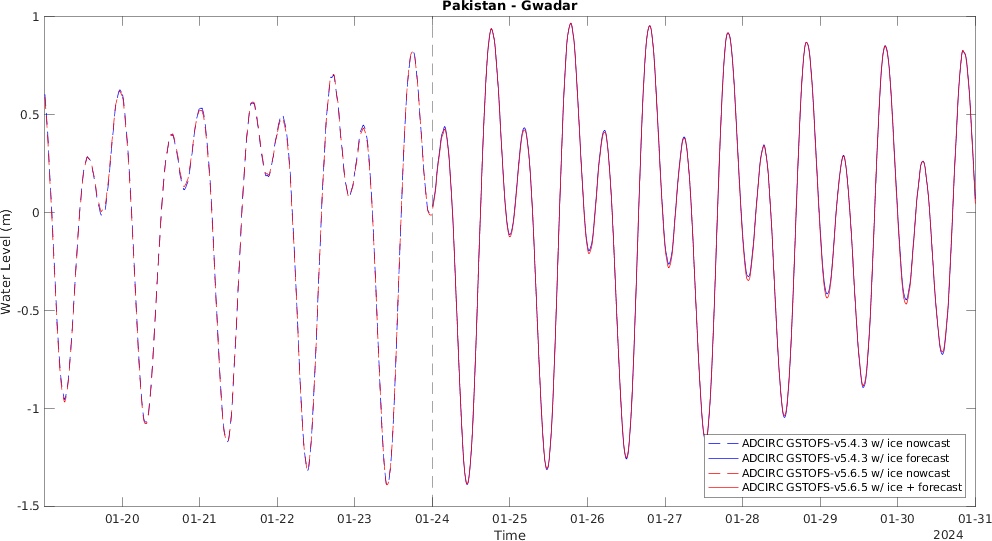 Pakistan - Gwadar
Water Level (m)
1
0.5
0
-0.5
-1
-1.5
01-20
01-21
01-22
01-23
01-24
01-25
01-26
01-27
01-28
01-29
01-30
01-31
Time
2024
ADCIRC GSTOFS-v5.4.3 w/ ice nowcast
ADCIRC GSTOFS-v5.4.3 w/ ice forecast
ADCIRC GSTOFS-v5.6.5 w/ ice nowcast
ADCIRC GSTOFS-v5.6.5 w/ ice + forecast